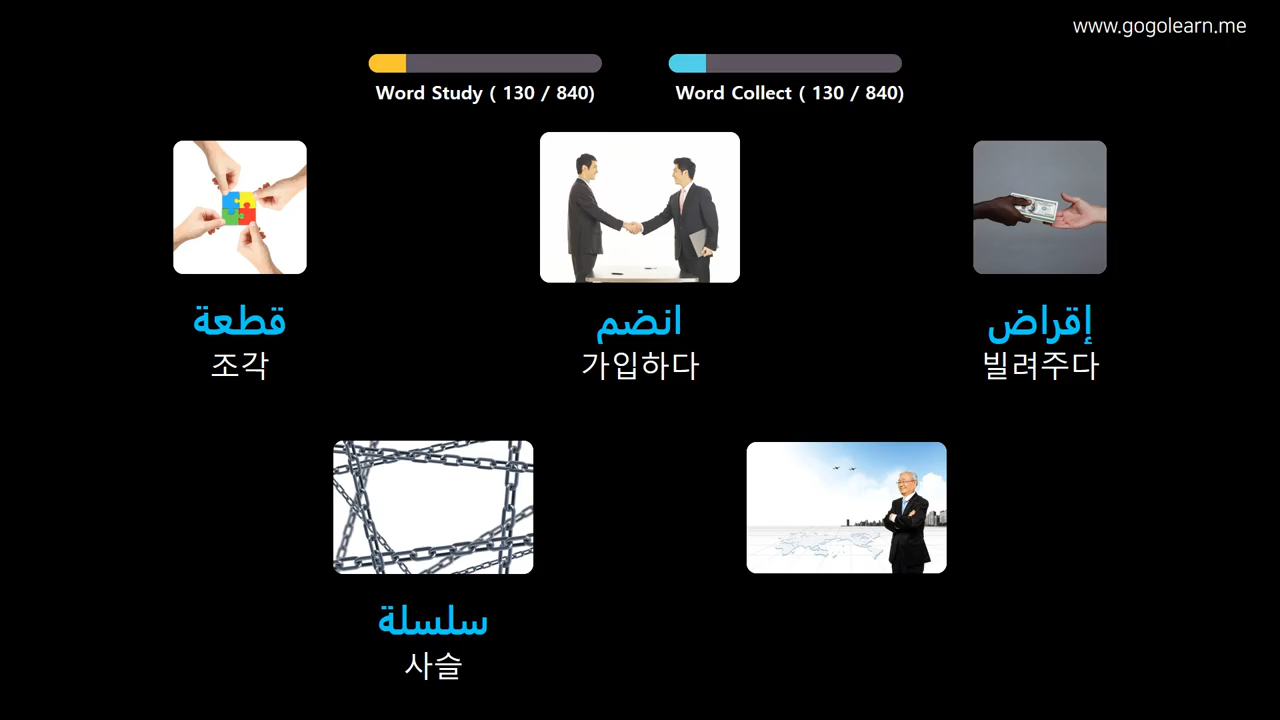 www.gogolearn.me
Word Study ( 130 / 840)
Word Collect ( 130 / 840)
قطعة
조각
انضم
가입하다
إقراض
빌려주다
سلسلة
사슬